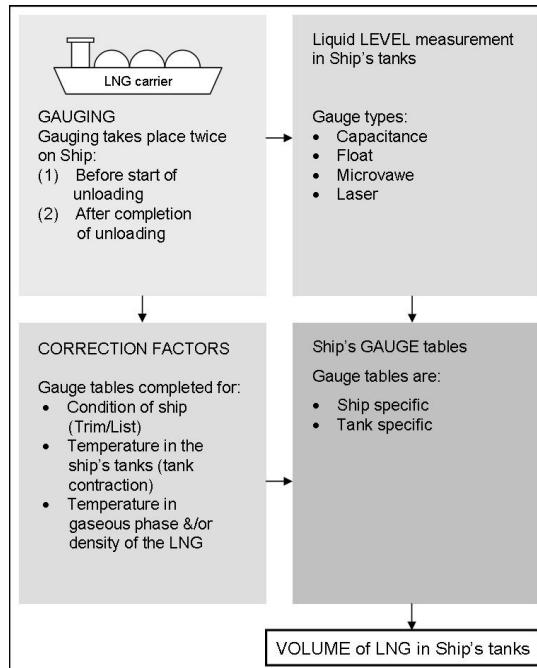 LNG carrier
GAUGING
Gauging takes place twice
on Ship:
(1) Before start of
unloading
(2) After completion
of unloading
Liquid LEVEL measurement
in Ship's tanks
Gauge types:
• Capacitance
• Float
• Microvawe
• Laser
CORRECTION FACTORS
Gauge tables completed for:
• Condition of ship
(Trim/List)
• Temperature in the
ship's tanks (tank
contraction)
• Temperature in
gaseous phase &/or
density of the LNG
Ship's GAUGE tables
Gauge tables are:
• Ship specific
• Tank specific
VOLUME of LNG in Ship's tanks